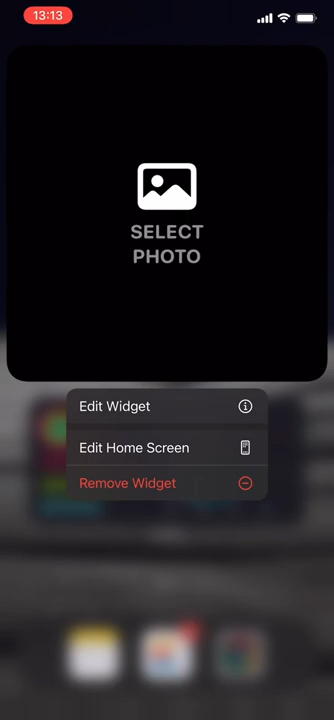 13:13
SELECT
PHOTO
Edit Widget
Edit Home Screen
Remove Widget